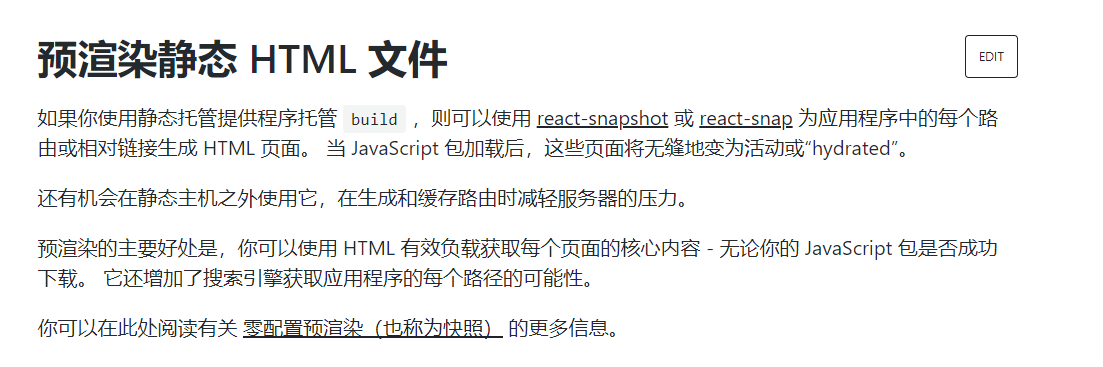 预渲染静态 HTML 文件
EDIT
如果你使用静态托管提供程序托管 build ，则可以使用 react-snapshot 或 react-snap 为应用程序中的每个路
由或相对链接生成 HTML 页面。 当 JavaScript 包加载后，这些页面将无缝地变为活动或“hydrated”。
还有机会在静态主机之外使用它，在生成和缓存路由时减轻服务器的压力。
预渲染的主要好处是，你可以使用 HTML 有效负载获取每个页面的核心内容 - 无论你的 JavaScript 包是否成功
下载。 它还增加了搜索引擎获取应用程序的每个路径的可能性。
你可以在此处阅读有关 零配置预渲染（也称为快照） 的更多信息。